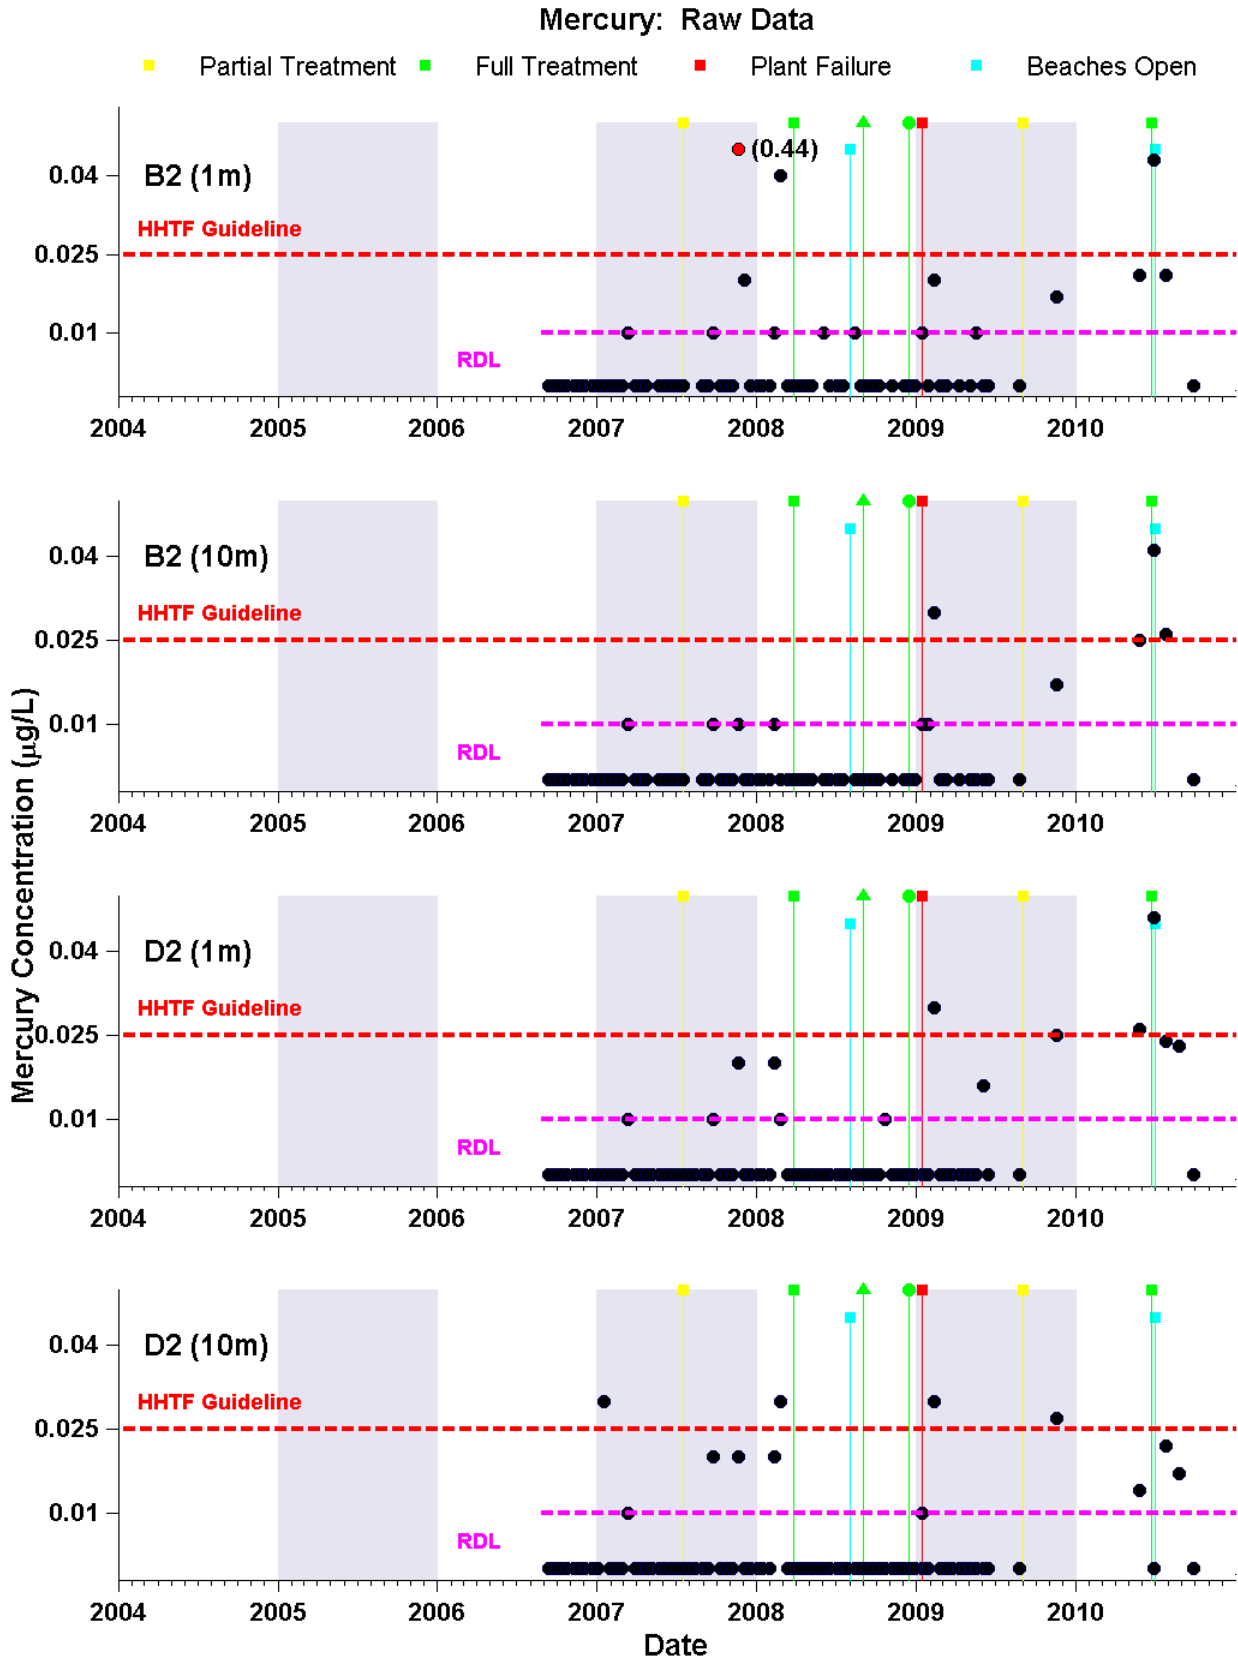 Mercury:  Raw Data
Partial Treatment Full Treatment Plant Failure Beaches Open
B2 (1m)
(0.44)
0.04
HHTF Guideline
0.025
0.01
RDL
2004 2005 2006 2007 2008 2009 2010
B2 (10m)
0.04
HHTF Guideline
0.025
0.01
RDL
2004 2005 2006 2007 2008 2009 2010
Mercury Concentration (µg/L)
D2 (1m)
0.04
HHTF Guideline
0.025
0.01
RDL
2004 2005 2006 2007 2008 2009 2010
D2 (10m)
0.04
HHTF Guideline
0.025
0.01
RDL
2004 2005 2006 2007 2008 2009 2010
Date